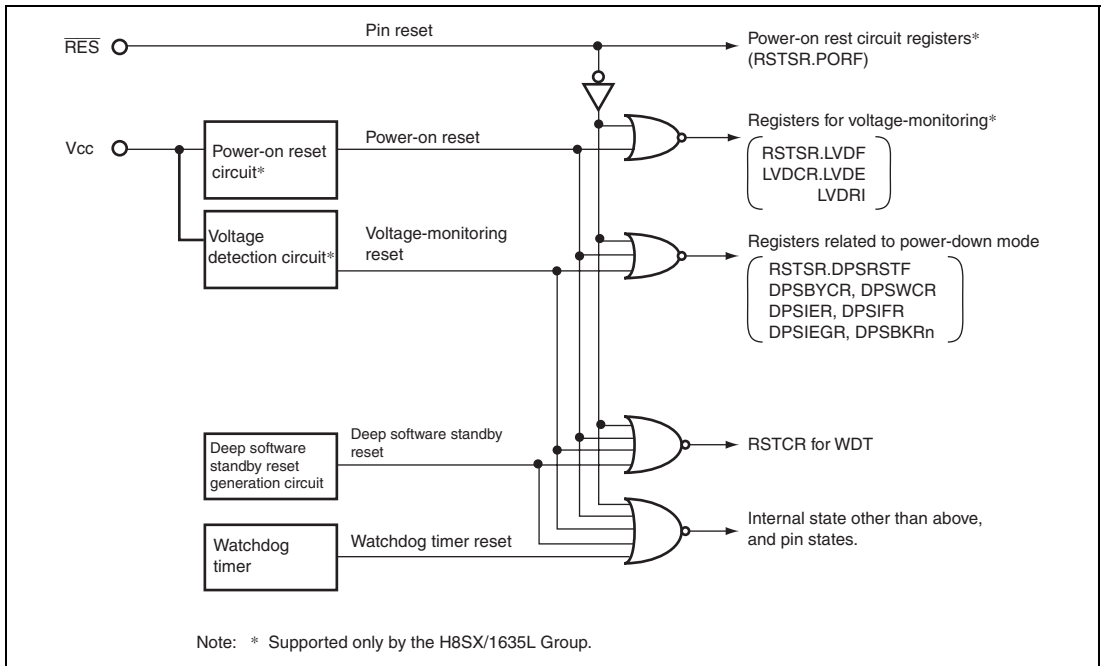 RES
Pin reset
Power-on rest circuit registers*
(RSTSR.PORF)
Vcc
Power-on reset
circuit*
Power-on reset
Registers for voltage-monitoring*
RSTSR.LVDF
LVDCR.LVDE
LVDRI
Voltage
detection circuit*
Voltage-monitoring
reset
Registers related to power-down mode
RSTSR.DPSRSTF
DPSBYCR, DPSWCR
DPSIER, DPSIFR
DPSIEGR, DPSBKRn
Deep software
standby reset
generation circuit
Deep software standby
reset
RSTCR for WDT
Watchdog
timer
Watchdog timer reset
Internal state other than above,
and pin states.
Note: * Supported only by the H8SX/1635L Group.